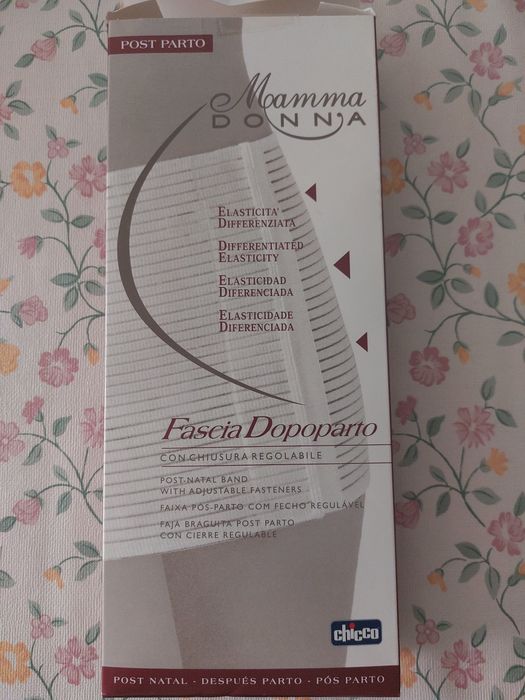 POST PARTO
Mamma
DONNA
ELASTICITA'
DIFFERENZIATA
DIFFERENTIATED
ELASTICITY
ELASTICIDAD
DIFERENCIADA
ELASTICIDADE
DIFERENCIADA
Fascia Dopoparto
CON CHIUSURA REGOLABILE
POST-NATAL BAND
WITH ADJUSTABLE FASTENERS
FAIXA PÓS-PARTO COM FECHO REGULÁVEL
FAJA BRAGUITA POST PARTO
CON CIERRE REGULABLE
chicco
POST NATAL - DESPUÉS PARTO - PÓS PARTO